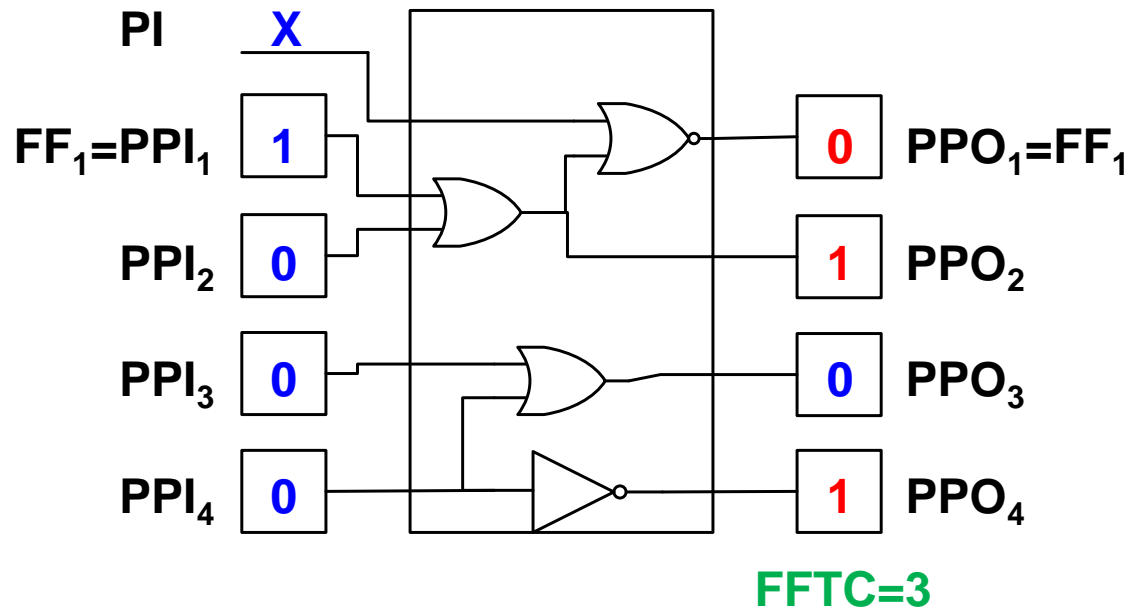 PI X
FF₁=PPI₁ 1 0 PPO₁=FF₁
PPI₂ 0 1 PPO₂
PPI₃ 0 0 PPO₃
PPI₄ 0 1 PPO₄
FFTC=3